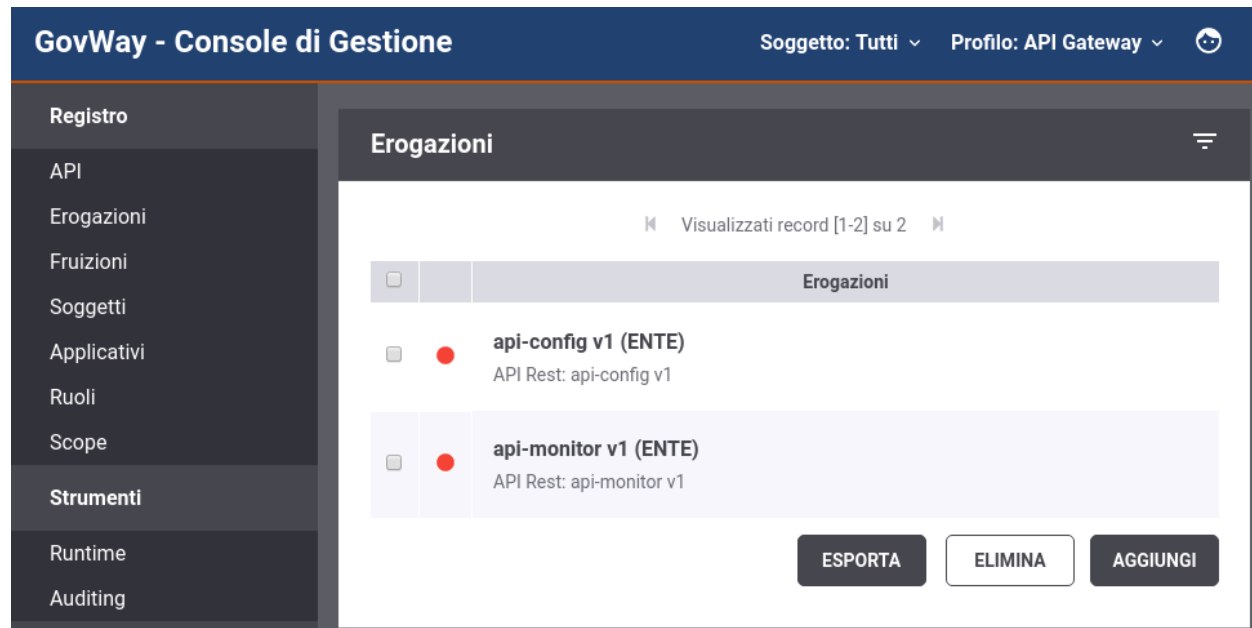 GovWay - Console di Gestione
Soggetto: Tutti
Profilo: API Gateway
Registro
API
Erogazioni
Fruizioni
Soggetti
Applicativi
Ruoli
Scope
Strumenti
Runtime
Auditing
Erogazioni
Visualizzati record [1-2] su 2
Erogazioni
api-config v1 (ENTE)
API Rest: api-config v1
api-monitor v1 (ENTE)
API Rest: api-monitor v1
ESPORTA
ELIMINA
AGGIUNGI